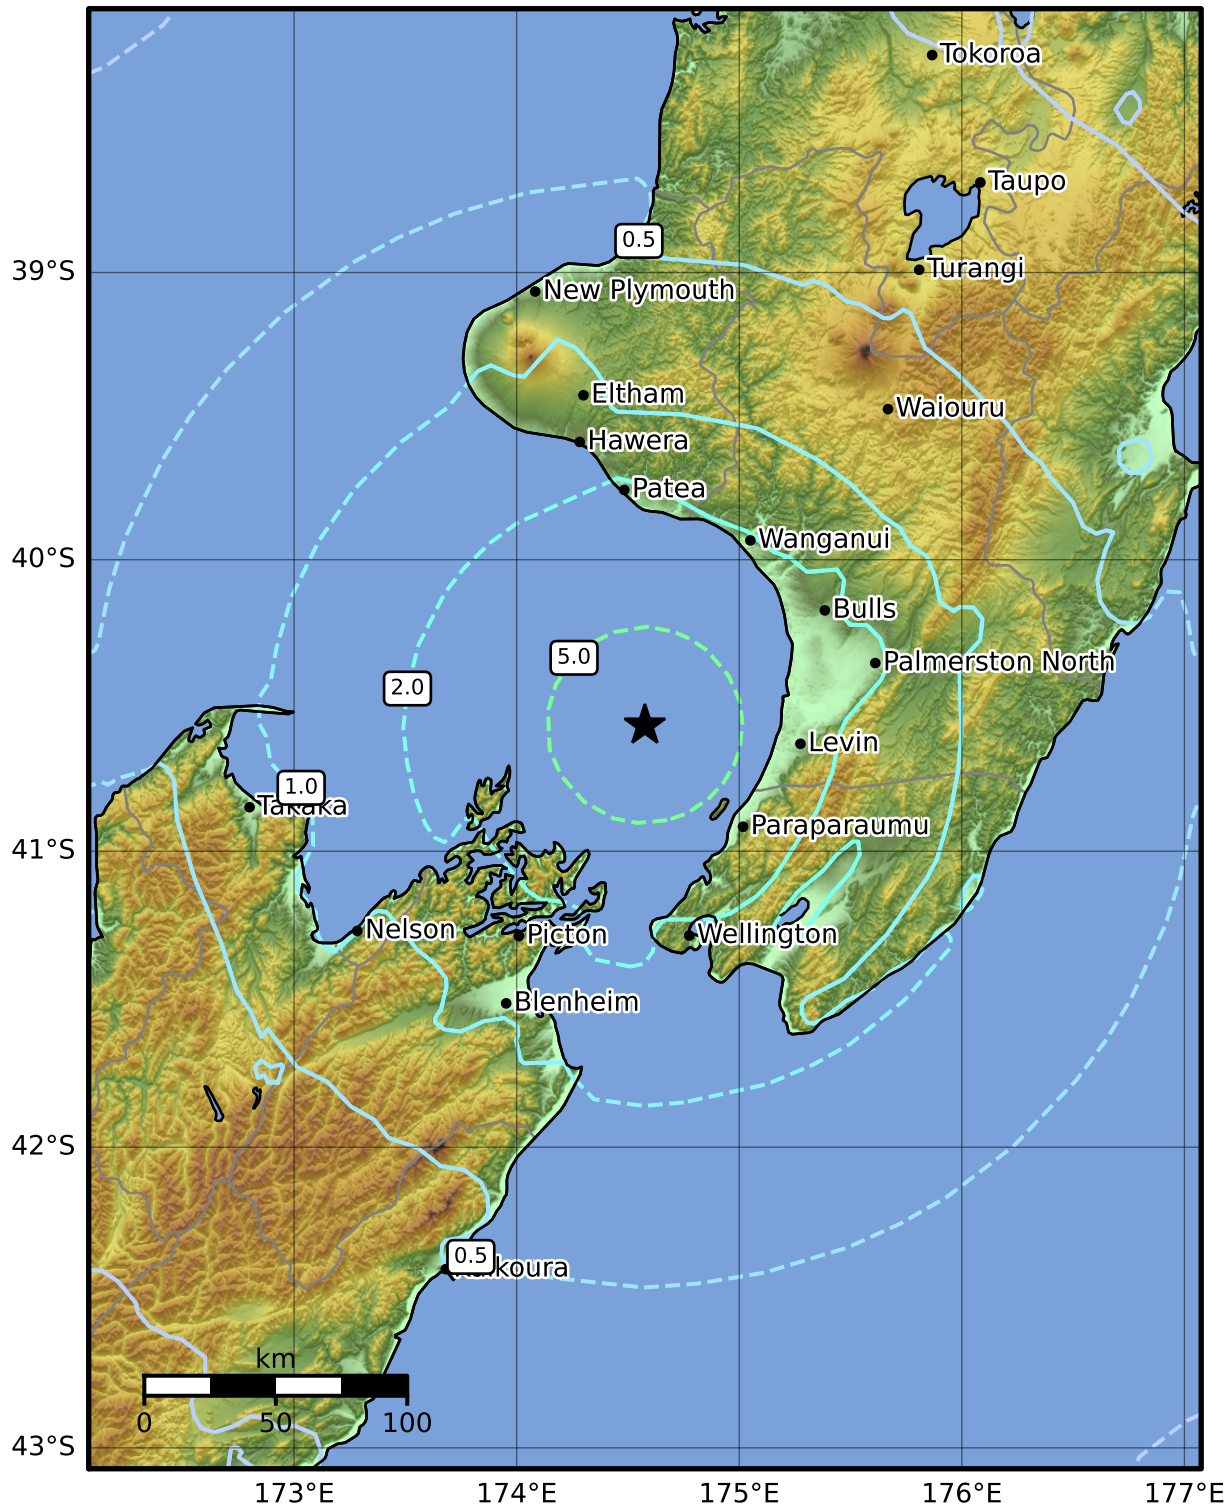 Tokoroa
Taupo
0.5
39°S
Turangi
New Plymouth
Eltham
Waiouru
Hawera
Patea
Wanganui
40°S
Bulls
5.0
Palmerston North
2.0
Levin
1.0
Takaka
Paraparaumu
41°S
Nelson
Picton
Wellington
Blenheim
42°S
0.5
Kaikoura
km
0 50 100
43°S
173°E 174°E 175°E 176°E 177°E